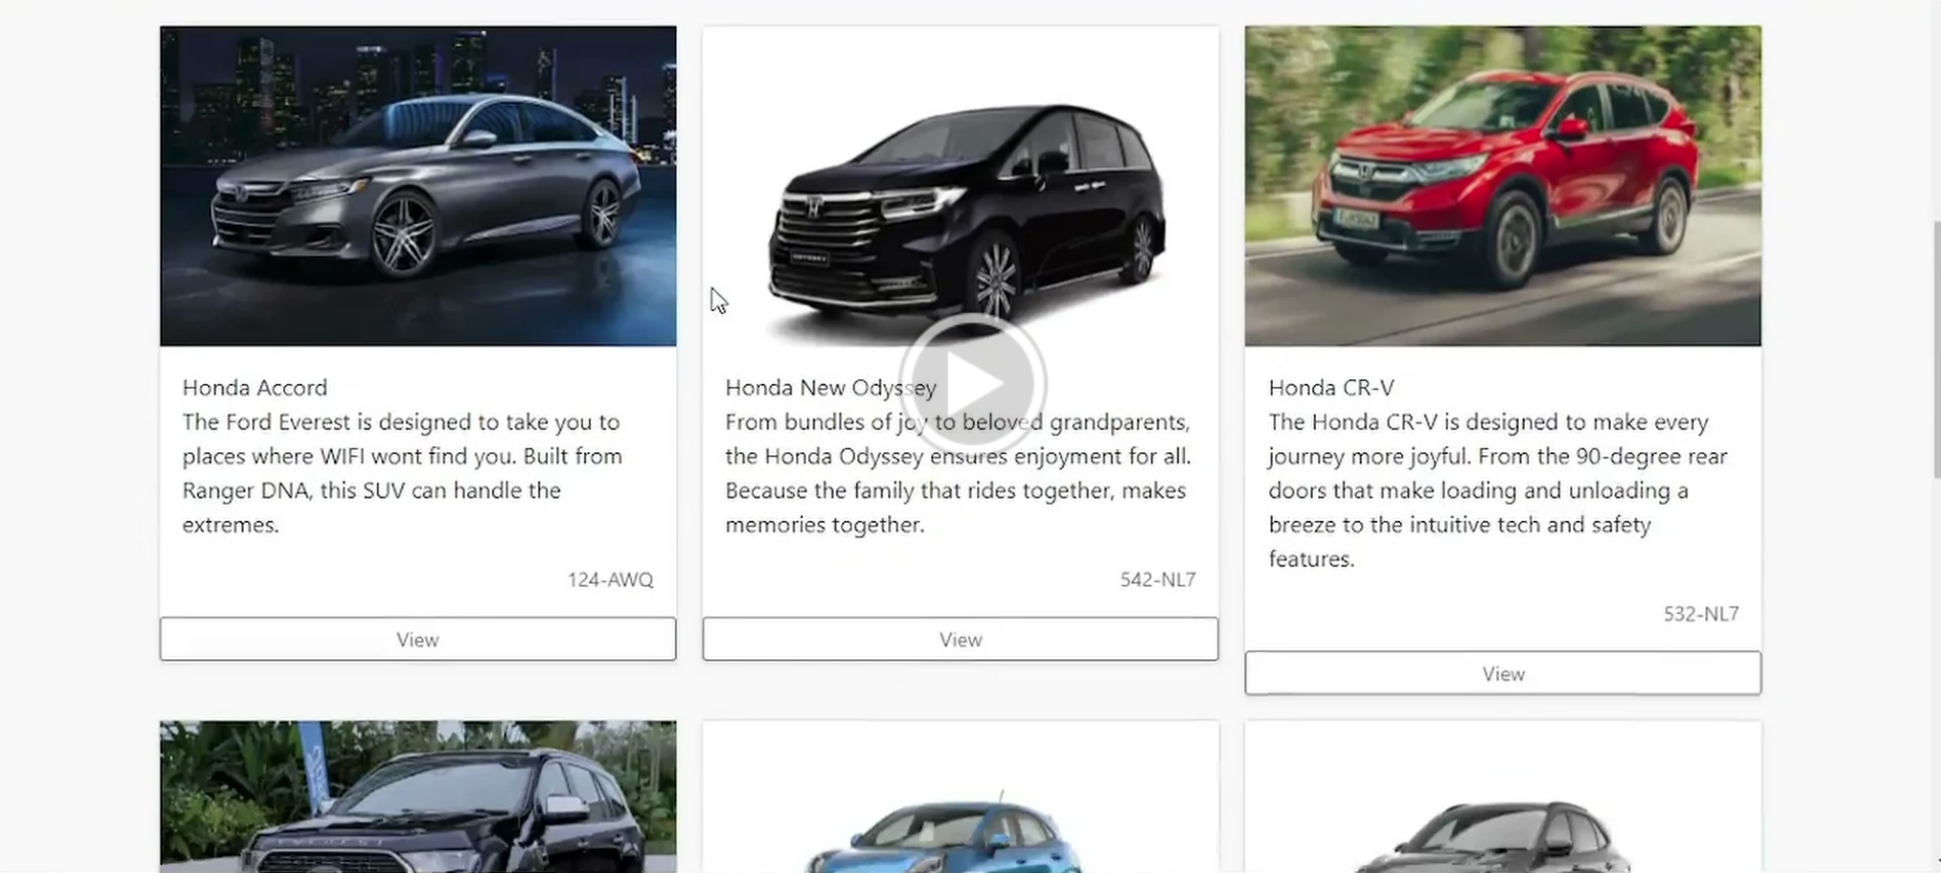 Honda Accord
The Ford Everest is designed to take you to
places where WIFI wont find you. Built from
Ranger DNA, this SUV can handle the
extremes.
124-AWQ
View
Honda New Odyssey
From bundles of joy to beloved grandparents,
the Honda Odyssey ensures enjoyment for all.
Because the family that rides together, makes
memories together.
542-NL7
View
Honda CR-V
The Honda CR-V is designed to make every
journey more joyful. From the 90-degree rear
doors that make loading and unloading a
breeze to the intuitive tech and safety
features.
532-NL7
View
ODYSSEY